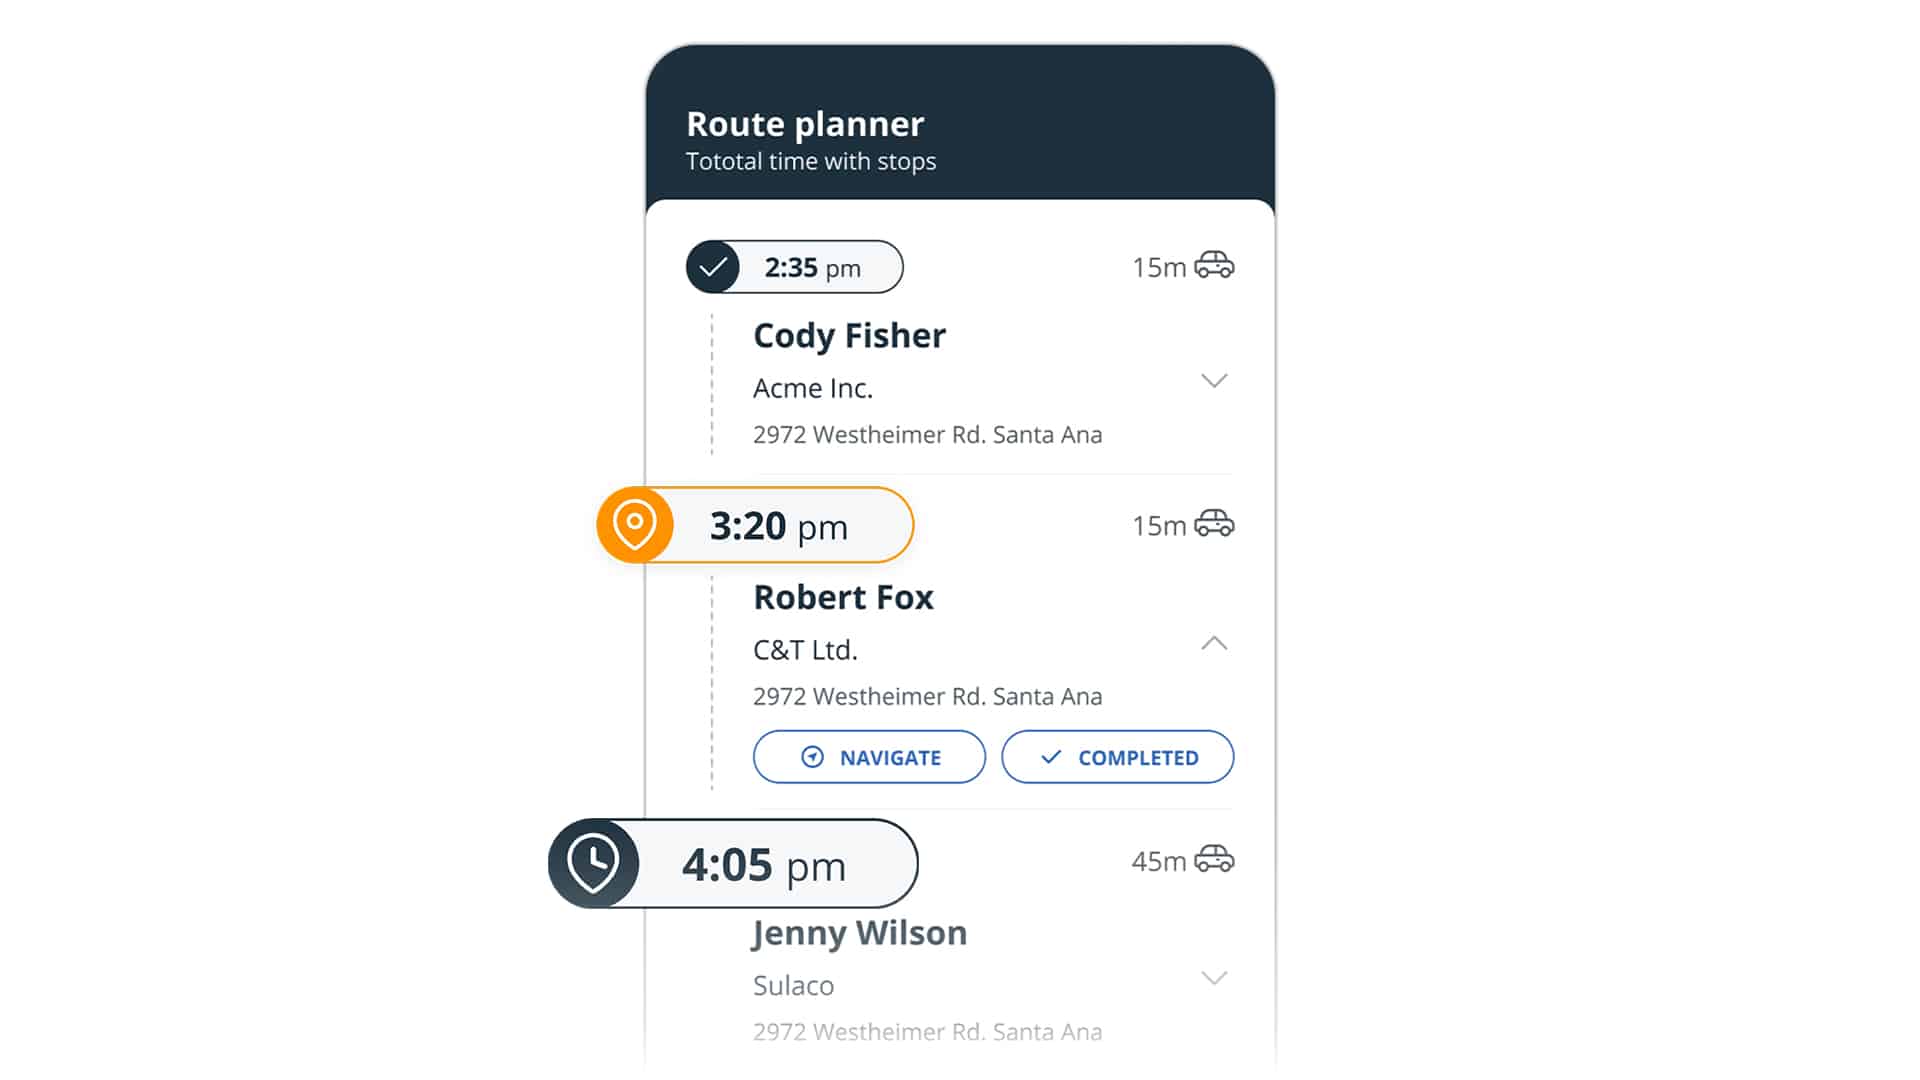 Route planner
Tototal time with stops
2:35 pm
15m
Cody Fisher
Acme Inc.
2972 Westheimer Rd. Santa Ana
3:20 pm
15m
Robert Fox
C&T Ltd.
2972 Westheimer Rd. Santa Ana
NAVIGATE
COMPLETED
4:05 pm
45m
Jenny Wilson
Sulaco
2972 Westheimer Rd. Santa Ana